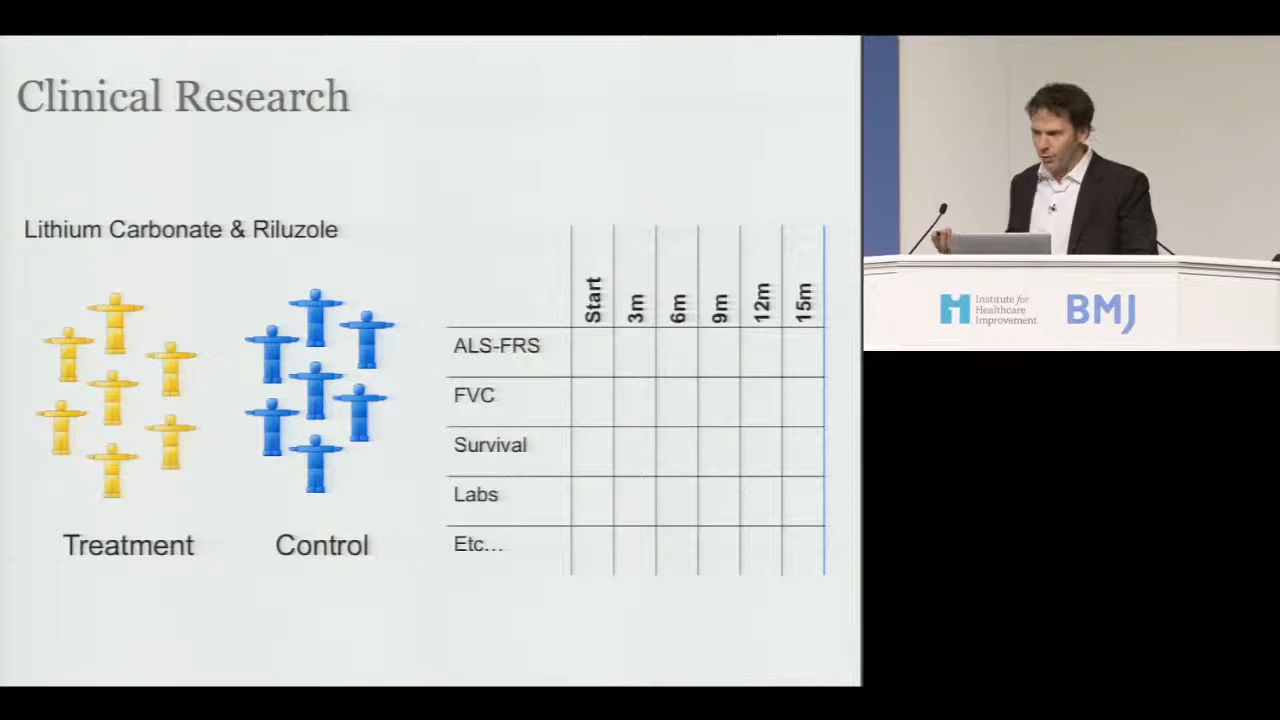 Clinical Research
Lithium Carbonate & Riluzole
Treatment
Control
Start
3m
6m
9m
12m
15m
ALS-FRS
FVC
Survival
Labs
Etc...
Institute for
Healthcare
Improvement
BMJ